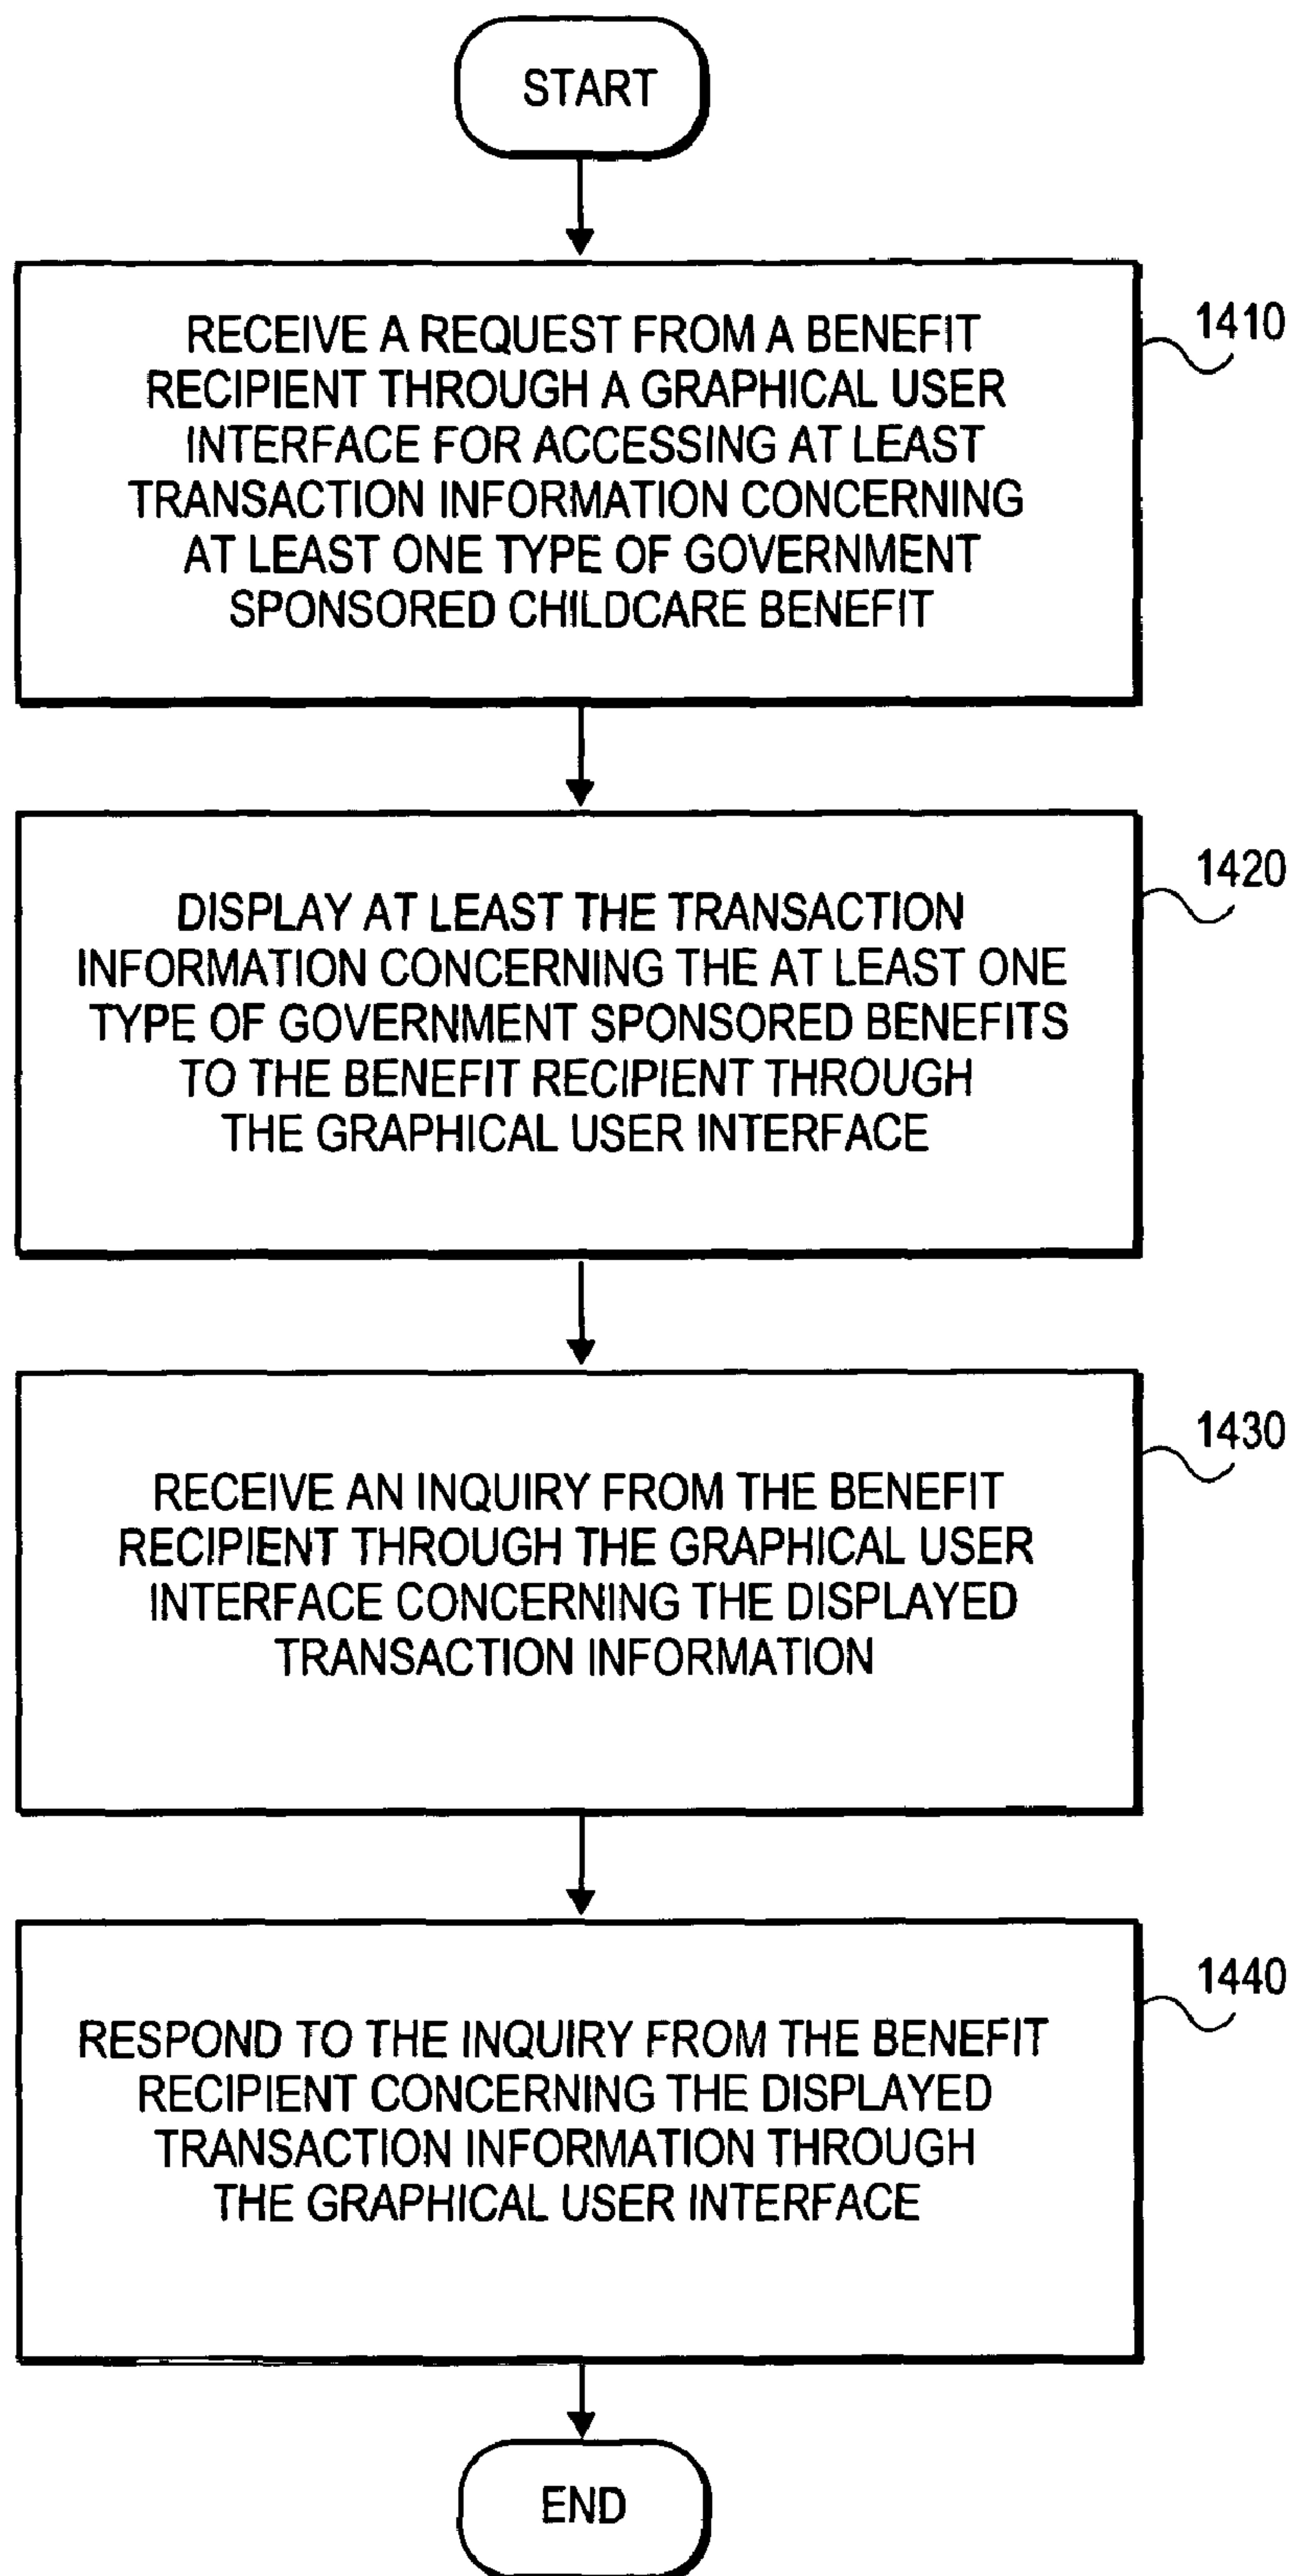 START
RECEIVE A REQUEST FROM A BENEFIT
RECIPIENT THROUGH A GRAPHICAL USER
INTERFACE FOR ACCESSING AT LEAST
TRANSACTION INFORMATION CONCERNING
AT LEAST ONE TYPE OF GOVERNMENT
SPONSORED CHILDCARE BENEFIT
1410
DISPLAY AT LEAST THE TRANSACTION
INFORMATION CONCERNING THE AT LEAST ONE
TYPE OF GOVERNMENT SPONSORED BENEFITS
TO THE BENEFIT RECIPIENT THROUGH
THE GRAPHICAL USER INTERFACE
1420
RECEIVE AN INQUIRY FROM THE BENEFIT
RECIPIENT THROUGH THE GRAPHICAL USER
INTERFACE CONCERNING THE DISPLAYED
TRANSACTION INFORMATION
1430
RESPOND TO THE INQUIRY FROM THE BENEFIT
RECIPIENT CONCERNING THE DISPLAYED
TRANSACTION INFORMATION THROUGH
THE GRAPHICAL USER INTERFACE
1440
END